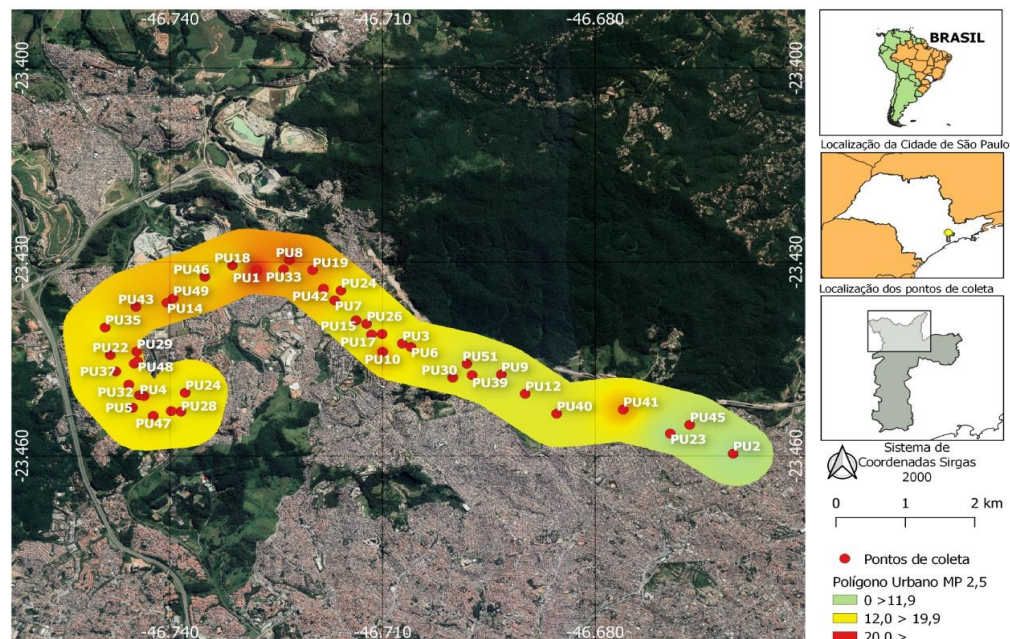 -46.740
-46.710
-46.680
-23.400
-23.400
BRASIL
Localização da Cidade de São Paulo
-23.430
-23.430
PU8
PU18
PU19
PU1
PU33
PU46
PU24
PU42
PU49
PU43
PU14
PU7
PU35
PU15
PU26
PU17
PU3
PU29
PU22
PU10
PU6
PU51
PU48
PU37
PU30
PU39
PU9
PU32
PU4
PU24
PU12
PU5
PU28
PU47
PU40
PU41
PU45
PU23
PU2
-23.460
-23.460
-46.740
-46.710
-46.680
Localização dos pontos de coleta
Sistema de
Coordenadas Sirgas
2000
0 1 2 km
Pontos de coleta
Polígono Urbano MP 2,5
0 >11,9
12,0 > 19,9
20,0 >